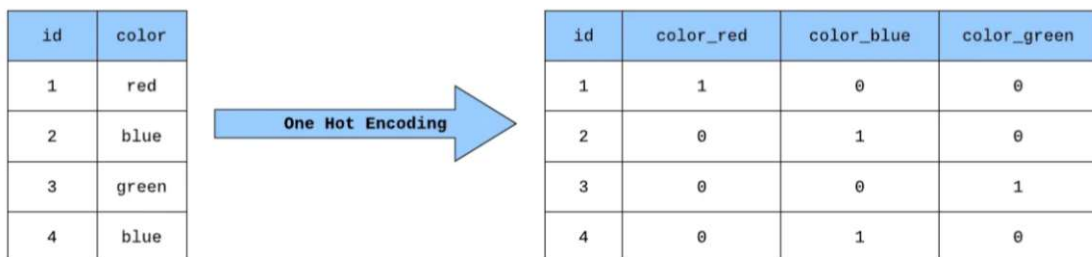 id color
1 red
2 blue
3 green
4 blue
One Hot Encoding
id color_red color_blue color_green
1 1 0 0
2 0 1 0
3 0 0 1
4 0 1 0